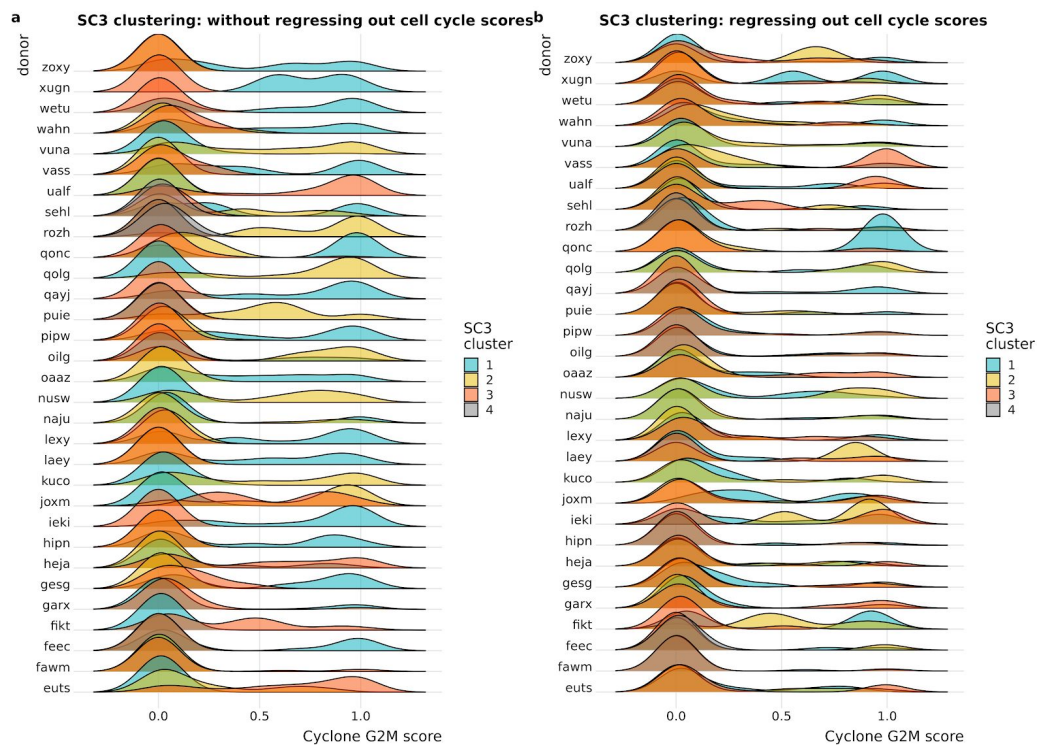 a
SC3 clustering: without regressing out cell cycle scores
donor
zoxy
xugn
wetu
wahn
vuna
vass
ualf
sehl
rozh
qonc
qolg
qayj
puie
pipw
oilg
oaaz
nusw
naju
lexy
laey
kuco
joxm
ieki
hipn
heja
gesg
garx
fikt
feec
fawm
euts
0.0
0.5
1.0
Cyclone G2M score
SC3
cluster
1
2
3
4
b
SC3 clustering: regressing out cell cycle scores
donor
zoxy
xugn
wetu
wahn
vuna
vass
ualf
sehl
rozh
qonc
qolg
qayj
puie
pipw
oilg
oaaz
nusw
naju
lexy
laey
kuco
joxm
ieki
hipn
heja
gesg
garx
fikt
feec
fawm
euts
0.0
0.5
1.0
Cyclone G2M score
SC3
cluster
1
2
3
4